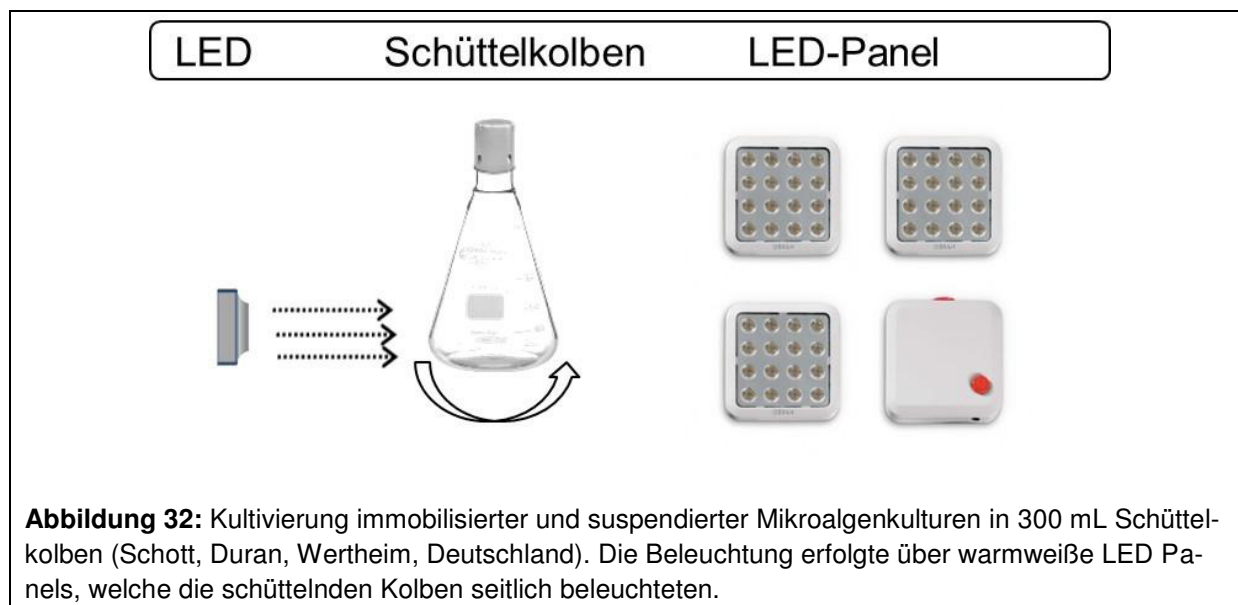 LED Schüttelkolben LED-Panel
Abbildung 32: Kultivierung immobilisierter und suspendierter Mikroalgenkulturen in 300 mL Schüttel-
kolben (Schott, Duran, Wertheim, Deutschland). Die Beleuchtung erfolgte über warmweiße LED Pa-
nels, welche die schüttelnden Kolben seitlich beleuchteten.